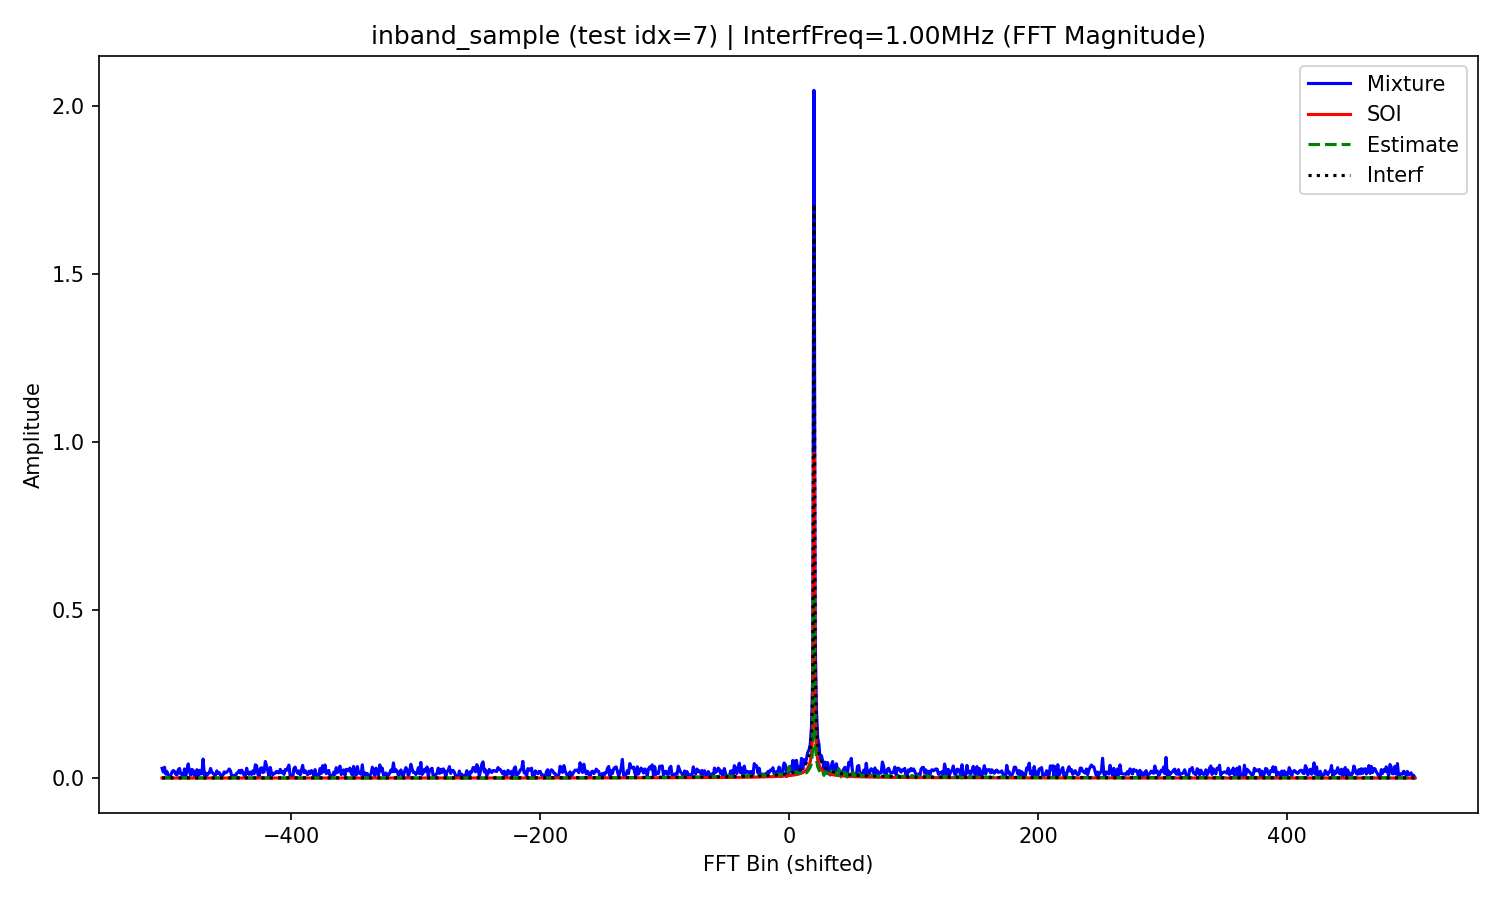 inband_sample (test idx=7) | InterfFreq=1.00MHz (FFT Magnitude)
Mixture
SOI
Estimate
Interf
Amplitude
2.0
1.5
1.0
0.5
0.0
−400
−200
0
200
400
FFT Bin (shifted)